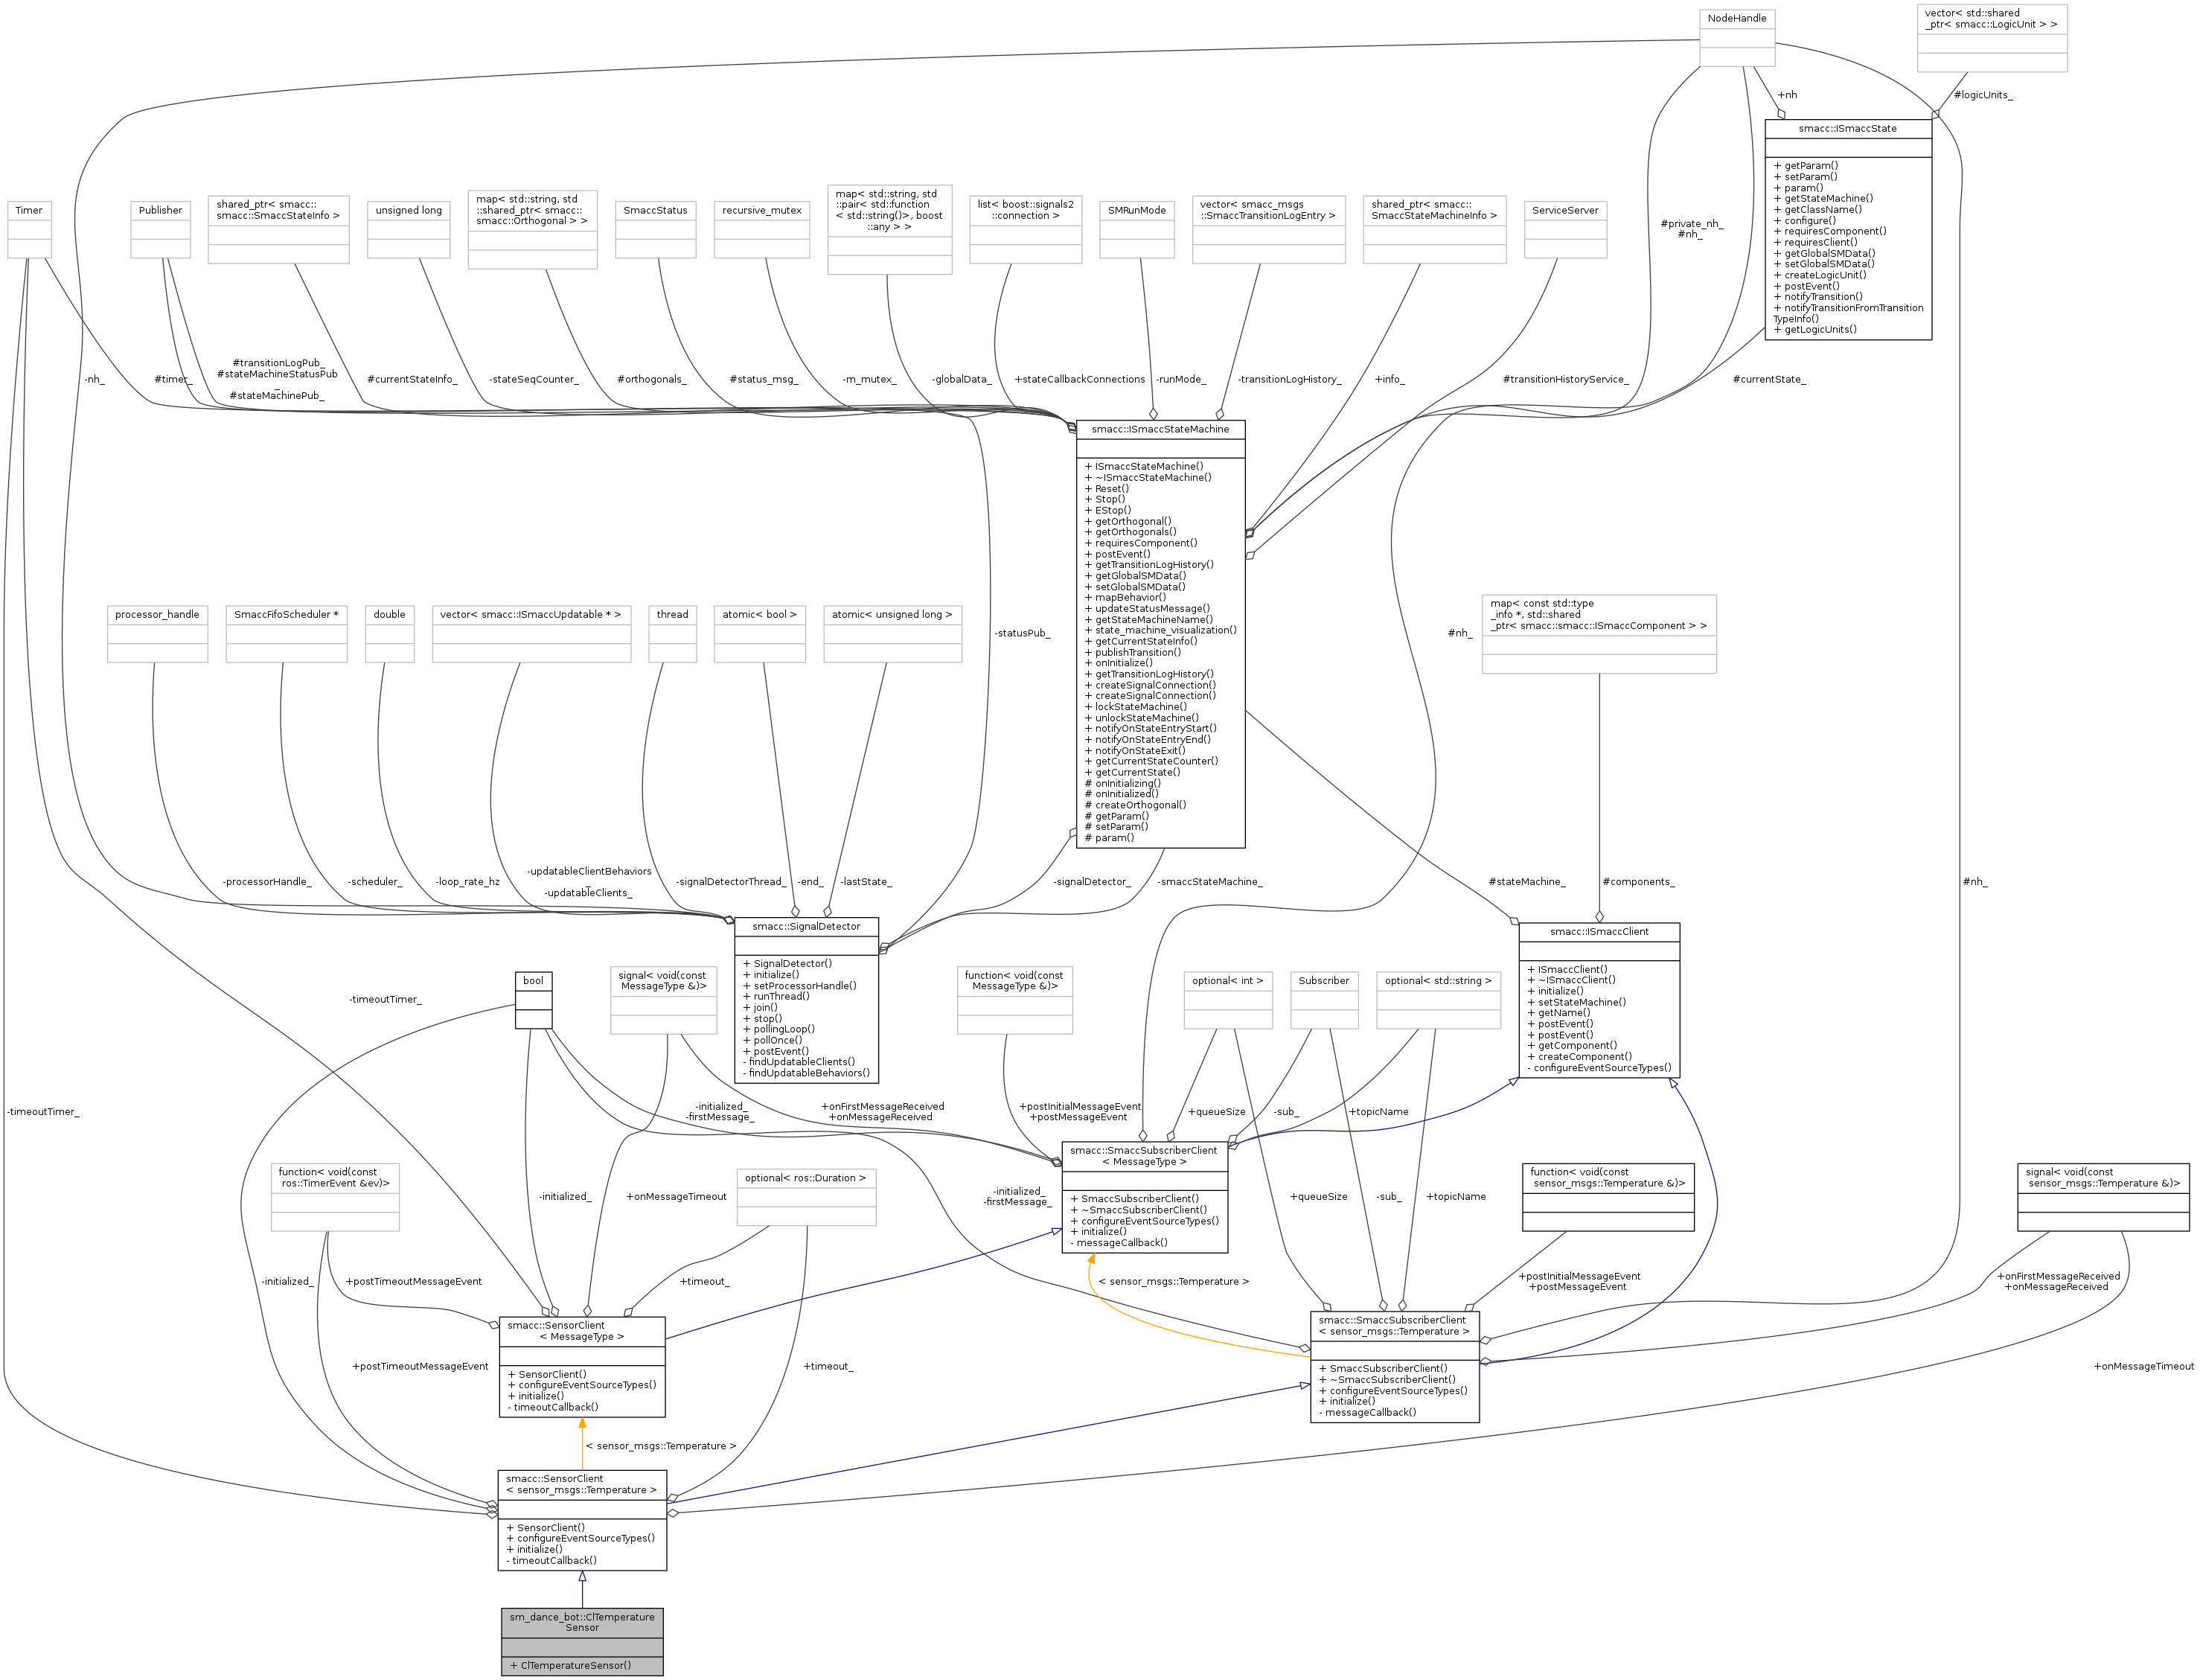 NodeHandle
vector< std::shared
_ptr< smacc::LogicUnit > >
+nh
#logicUnits_
smacc::ISmaccState
+ getParam()
+ setParam()
+ param()
+ getStateMachine()
+ getClassName()
+ configure()
+ requiresComponent()
+ requiresClient()
+ getGlobalSMData()
+ setGlobalSMData()
+ createLogicUnit()
+ postEvent()
+ notifyTransition()
+ notifyTransitionFromTransition
TypeInfo()
+ getLogicUnits()
Timer
Publisher
shared_ptr< smacc::
smacc::SmaccStateInfo >
unsigned long
map< std::string, std
::shared_ptr< smacc::
smacc::Orthogonal > >
SmaccStatus
recursive_mutex
map< std::string, std
::pair< std::function
< std::string()>, boost
::any > >
list< boost::signals2
::connection >
SMRunMode
vector< smacc_msgs
::SmaccTransitionLogEntry >
shared_ptr< smacc::
SmaccStateMachineInfo >
ServiceServer
#private_nh_
#nh_
-nh_
#timer_
#transitionLogPub_
#stateMachineStatusPub
_
#stateMachinePub_
#currentStateInfo_
-stateSeqCounter_
#orthogonals_
#status_msg_
-m_mutex_
-globalData_
+stateCallbackConnections
-runMode_
-transitionLogHistory_
+info_
#transitionHistoryService_
#currentState_
smacc::ISmaccStateMachine
+ ISmaccStateMachine()
+ ~ISmaccStateMachine()
+ Reset()
+ Stop()
+ EStop()
+ getOrthogonal()
+ getOrthogonals()
+ requiresComponent()
+ postEvent()
+ getTransitionLogHistory()
+ getGlobalSMData()
+ setGlobalSMData()
+ mapBehavior()
+ updateStatusMessage()
+ getStateMachineName()
+ state_machine_visualization()
+ getCurrentStateInfo()
+ publishTransition()
+ onInitialize()
+ getTransitionLogHistory()
+ createSignalConnection()
+ createSignalConnection()
+ lockStateMachine()
+ unlockStateMachine()
+ notifyOnStateEntryStart()
+ notifyOnStateEntryEnd()
+ notifyOnStateExit()
+ getCurrentStateCounter()
+ getCurrentState()
# onInitializing()
# onInitialized()
# createOrthogonal()
# getParam()
# setParam()
# param()
processor_handle
SmaccFifoScheduler *
double
vector< smacc::ISmaccUpdatable * >
thread
atomic< bool >
atomic< unsigned long >
-statusPub_
#nh_
map< const std::type
_info *, std::shared
_ptr< smacc::smacc::ISmaccComponent > >
-processorHandle_
-scheduler_
-loop_rate_hz
-updatableClientBehaviors
_
-updatableClients_
-signalDetectorThread_
-end_
-lastState_
-signalDetector_
-smaccStateMachine_
#stateMachine_
#components_
#nh_
smacc::SignalDetector
+ SignalDetector()
+ initialize()
+ setProcessorHandle()
+ runThread()
+ join()
+ stop()
+ pollingLoop()
+ pollOnce()
+ postEvent()
- findUpdatableClients()
- findUpdatableBehaviors()
smacc::ISmaccClient
+ ISmaccClient()
+ ~ISmaccClient()
+ initialize()
+ setStateMachine()
+ getName()
+ postEvent()
+ postEvent()
+ getComponent()
+ createComponent()
- configureEventSourceTypes()
-timeoutTimer_
bool
signal< void(const
MessageType &)>
function< void(const
MessageType &)>
optional< int >
Subscriber
optional< std::string >
-timeoutTimer_
-initialized_
-firstMessage_
+onFirstMessageReceived
+onMessageReceived
+postInitialMessageEvent
+postMessageEvent
+queueSize
-sub_
+topicName
smacc::SmaccSubscriberClient
< MessageType >
+ SmaccSubscriberClient()
+ ~SmaccSubscriberClient()
+ configureEventSourceTypes()
+ initialize()
- messageCallback()
function< void(const
ros::TimerEvent &ev)>
-initialized_
+onMessageTimeout
optional< ros::Duration >
-initialized_
-firstMessage_
+queueSize
-sub_
+topicName
function< void(const
sensor_msgs::Temperature &)>
signal< void(const
sensor_msgs::Temperature &)>
-initialized_
+postTimeoutMessageEvent
+timeout_
< sensor_msgs::Temperature >
+postInitialMessageEvent
+postMessageEvent
+onFirstMessageReceived
+onMessageReceived
smacc::SensorClient
< MessageType >
+ SensorClient()
+ configureEventSourceTypes()
+ initialize()
- timeoutCallback()
smacc::SmaccSubscriberClient
< sensor_msgs::Temperature >
+ SmaccSubscriberClient()
+ ~SmaccSubscriberClient()
+ configureEventSourceTypes()
+ initialize()
- messageCallback()
+postTimeoutMessageEvent
+timeout_
+onMessageTimeout
< sensor_msgs::Temperature >
smacc::SensorClient
< sensor_msgs::Temperature >
+ SensorClient()
+ configureEventSourceTypes()
+ initialize()
- timeoutCallback()
sm_dance_bot::ClTemperature
Sensor
+ ClTemperatureSensor()